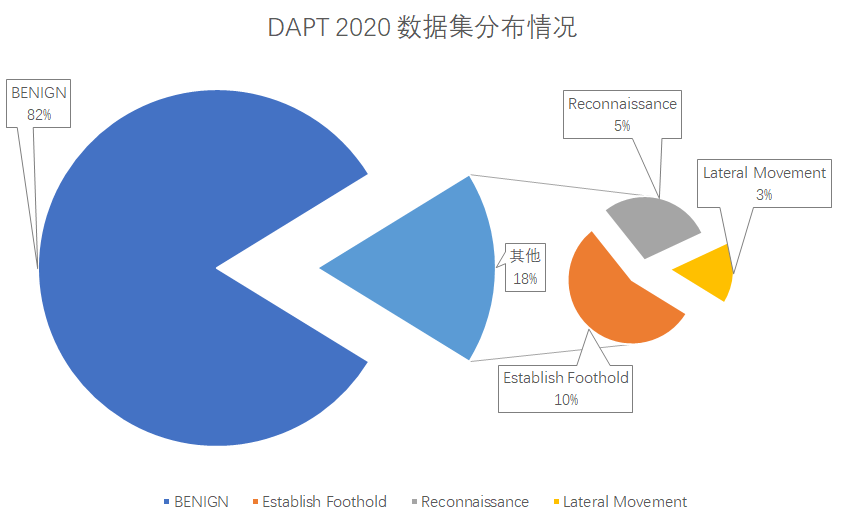 DAPT 2020 数据集分布情况
BENIGN
82%
Reconnaissance
5%
Lateral Movement
3%
其他
18%
Establish Foothold
10%
BENIGN Establish Foothold Reconnaissance Lateral Movement